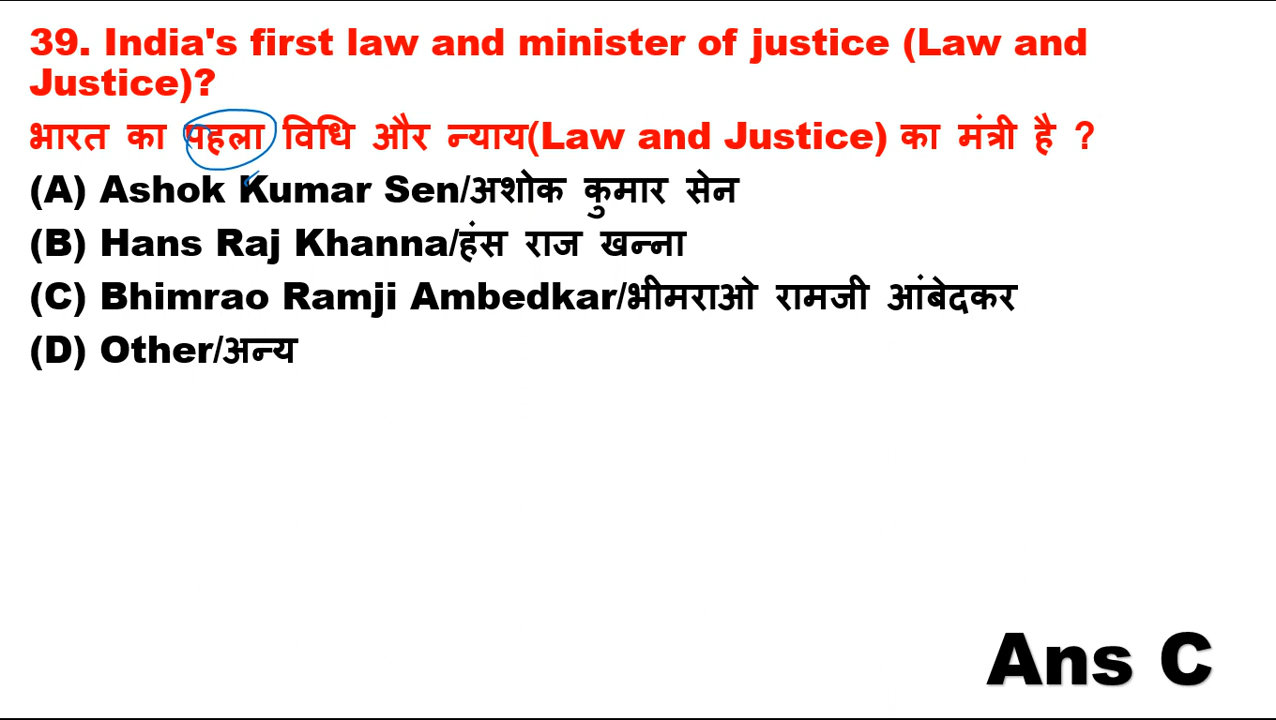 39. India's first law and minister of justice (Law and
Justice)?
भारत का पहला विधि और न्याय(Law and Justice) का मंत्री है ?
(A) Ashok Kumar Sen/अशोक कुमार सेन
(B) Hans Raj Khanna/हंस राज खन्ना
(C) Bhimrao Ramji Ambedkar/भीमराओ रामजी आंबेदकर
(D) Other/अन्य
Ans C